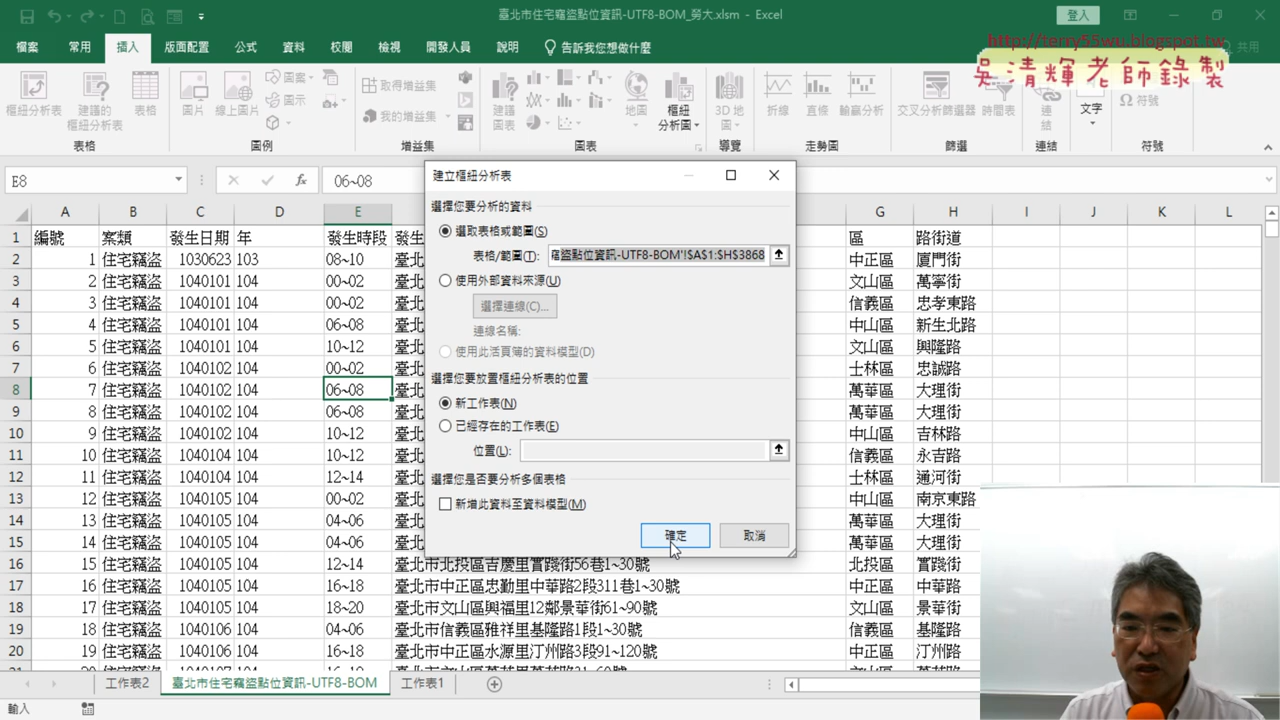 臺北市住宅竊盜點位資訊-UTF8-BOM_勞大.xlsm - Excel
登入
檔案 常用 插入 版面配置 公式 資料 校閱 檢視 開發人員 說明 告訴我您想做什麼
共用
http://terry55wu.blogspot.tw
吳清輝老師錄製
樞紐分析表 建議的樞紐分析表 表格 圖片 線上圖片 圖案 圖示 取得增益集 我的增益集 建議圖表 地圖 樞紐分析圖 3D 地圖 折線 直條 輸贏分析 交叉分析篩選器 時間表 連結 文字 符號
表格 圖例 增益集 圖表 導覽 走勢圖 篩選 連結 符號
E8 fx 06~08
A B C D E G H I J K L
1 編號 案類 發生日期 年 發生時段 發生 區 路街道
2 1 住宅竊盜 1030623 103 08~10 臺北 中正區 廈門街
3 2 住宅竊盜 1040101 104 00~02 臺北 文山區 萬寧街
4 3 住宅竊盜 1040101 104 00~02 臺北 信義區 忠孝東路
5 4 住宅竊盜 1040101 104 06~08 臺北 中山區 新生北路
6 5 住宅竊盜 1040101 104 10~12 臺北 文山區 興隆路
7 6 住宅竊盜 1040102 104 00~02 臺北 士林區 忠誠路
8 7 住宅竊盜 1040102 104 06~08 臺北 萬華區 大理街
9 8 住宅竊盜 1040102 104 06~08 臺北 萬華區 大理街
10 9 住宅竊盜 1040102 104 10~12 臺北 中山區 吉林路
11 10 住宅竊盜 1040104 104 10~12 臺北 信義區 永吉路
12 11 住宅竊盜 1040104 104 12~14 臺北 士林區 通河街
13 12 住宅竊盜 1040105 104 00~02 臺北 中山區 南京東路
14 13 住宅竊盜 1040105 104 04~06 臺北 萬華區 大理街
15 14 住宅竊盜 1040105 104 04~06 臺北 萬華區 大理街
16 15 住宅竊盜 1040105 104 12~14 臺北市北投區吉慶里實踐街56巷1~30號 北投區 實踐街
17 16 住宅竊盜 1040105 104 16~18 臺北市中正區忠勤里中華路2段311巷1~30號 中正區 中華路
18 17 住宅竊盜 1040105 104 18~20 臺北市文山區興福里12鄰景華街61~90號 文山區 景華街
19 18 住宅竊盜 1040106 104 04~06 臺北市信義區雅祥里基隆路1段1~30號 信義區 基隆路
20 19 住宅竊盜 1040106 104 16~18 臺北市中正區水源里汀州路3段91~120號 中正區 汀州路
建立樞紐分析表
選擇您要分析的資料
選取表格或範圍(S)
表格/範圍(T): 竊盜點位資訊-UTF8-BOM'!$A$1:$H$3868
使用外部資料來源(U)
選擇連線(C)...
連線名稱:
使用此活頁簿的資料模型(D)
選擇您要放置樞紐分析表的位置
新工作表(N)
已經存在的工作表(E)
位置(L):
選擇您是否要分析多個表格
新增此資料至資料模型(M)
確定 取消
工作表2 臺北市住宅竊盜點位資訊-UTF8-BOM 工作表1
輸入